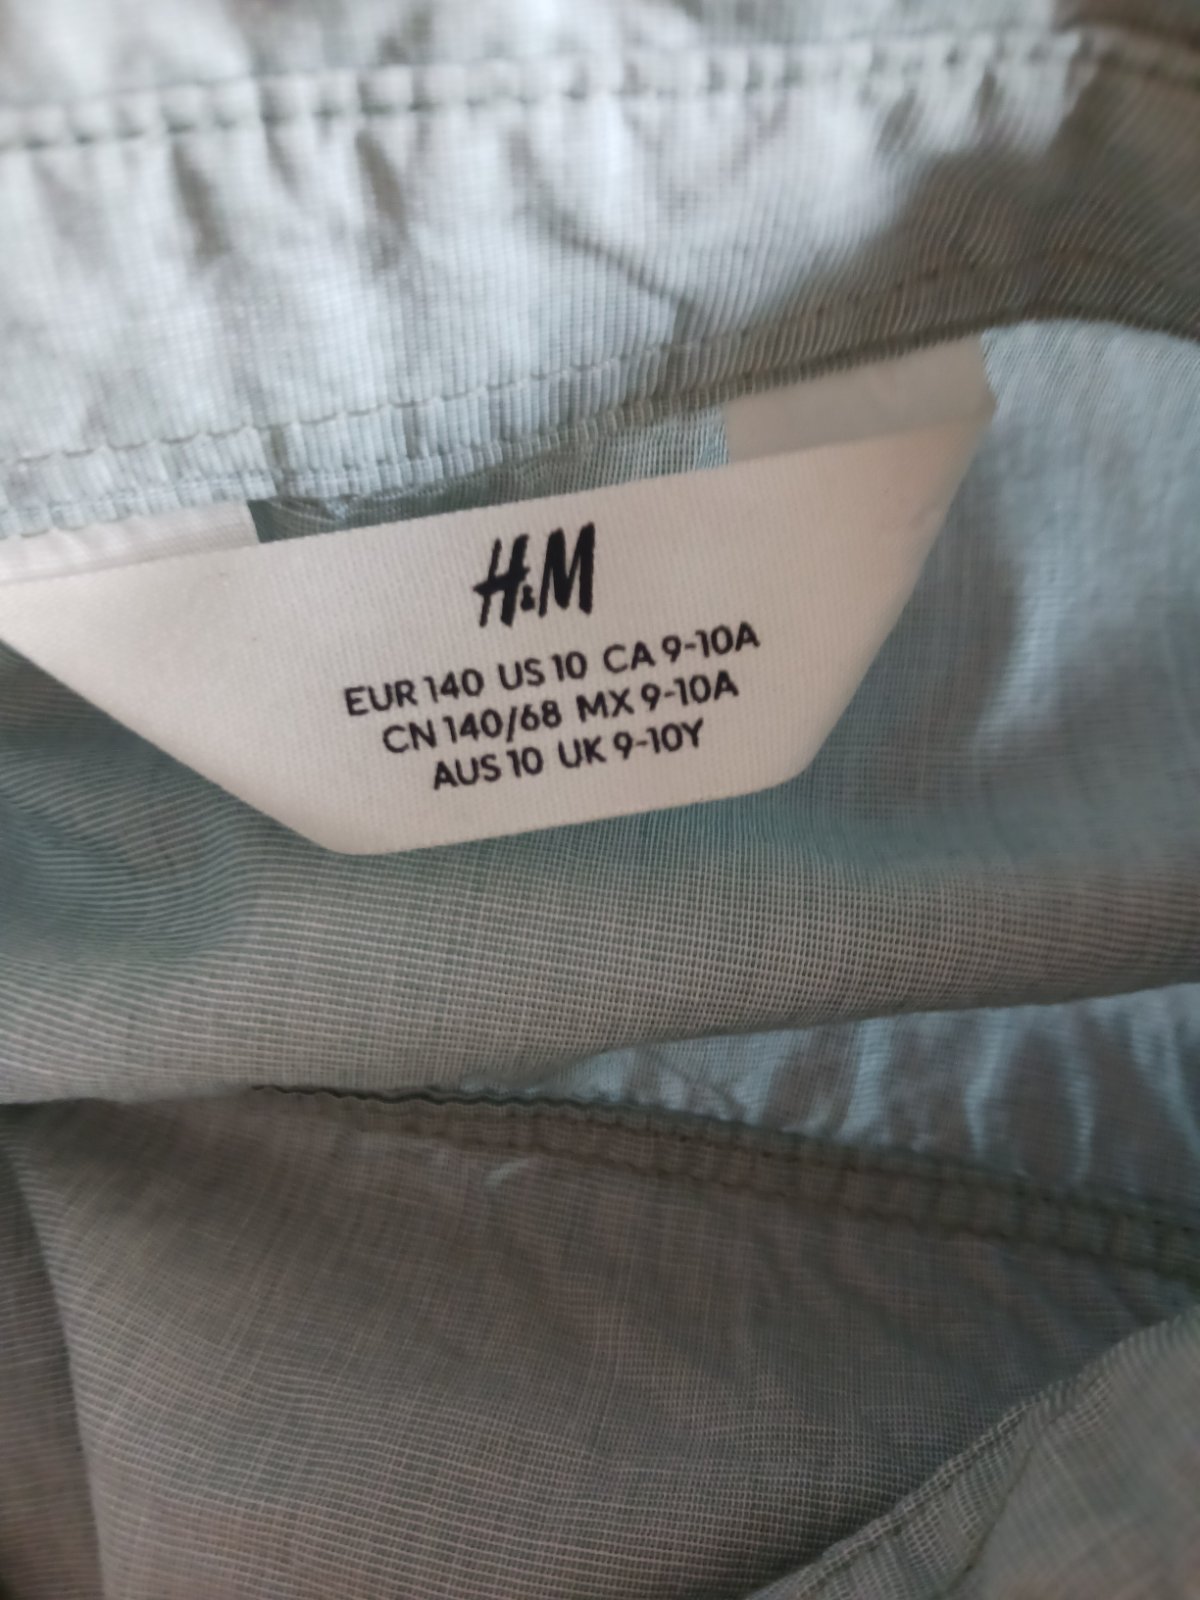 H&M
EUR 140 US 10 CA 9-10A
CN 140/68 MX 9-10A
AUS 10 UK 9-10Y